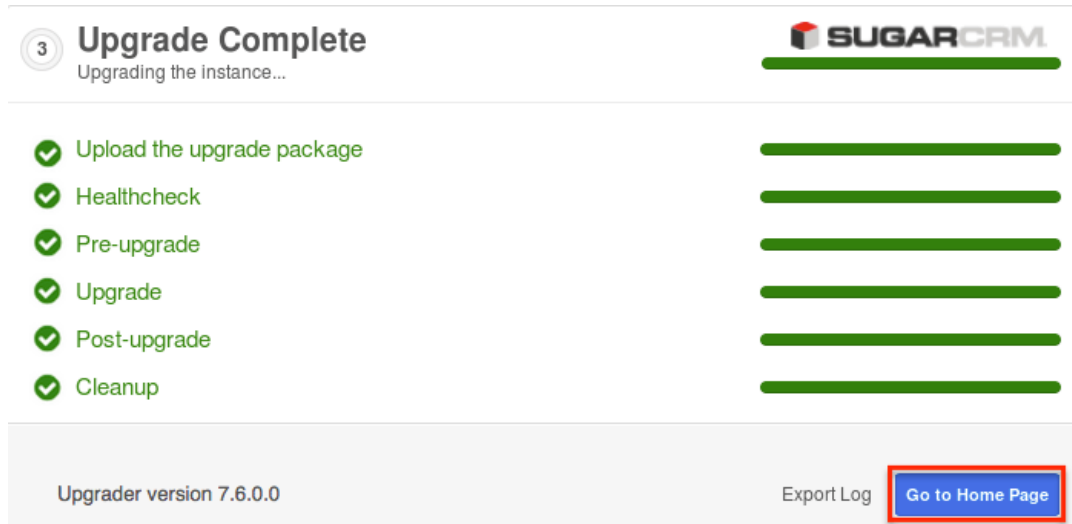 3
Upgrade Complete
SUGARCRM
Upgrading the instance...
Upload the upgrade package
Healthcheck
Pre-upgrade
Upgrade
Post-upgrade
Cleanup
Upgrader version 7.6.0.0
Export Log
Go to Home Page